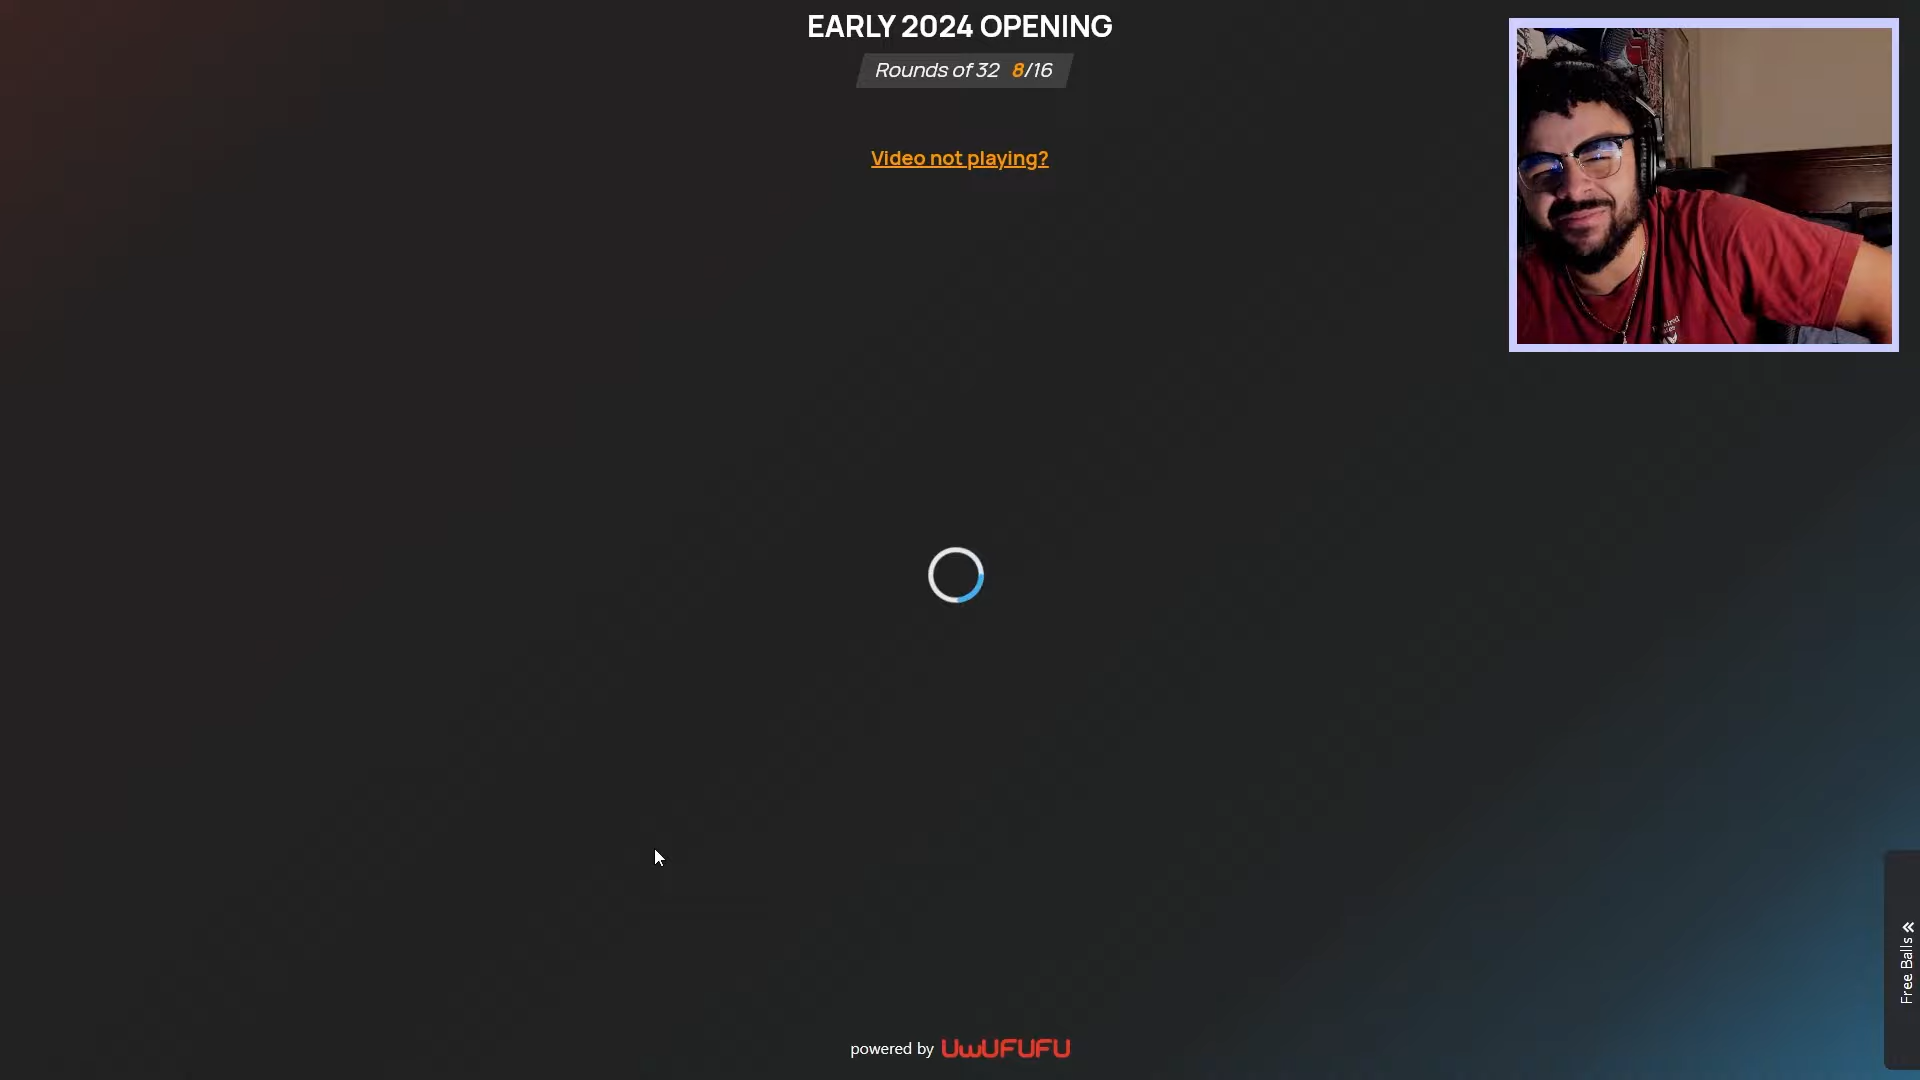 EARLY 2024 OPENING
Rounds of 32 8/16
Video not playing?
Free Balls
powered by UwUFUFU